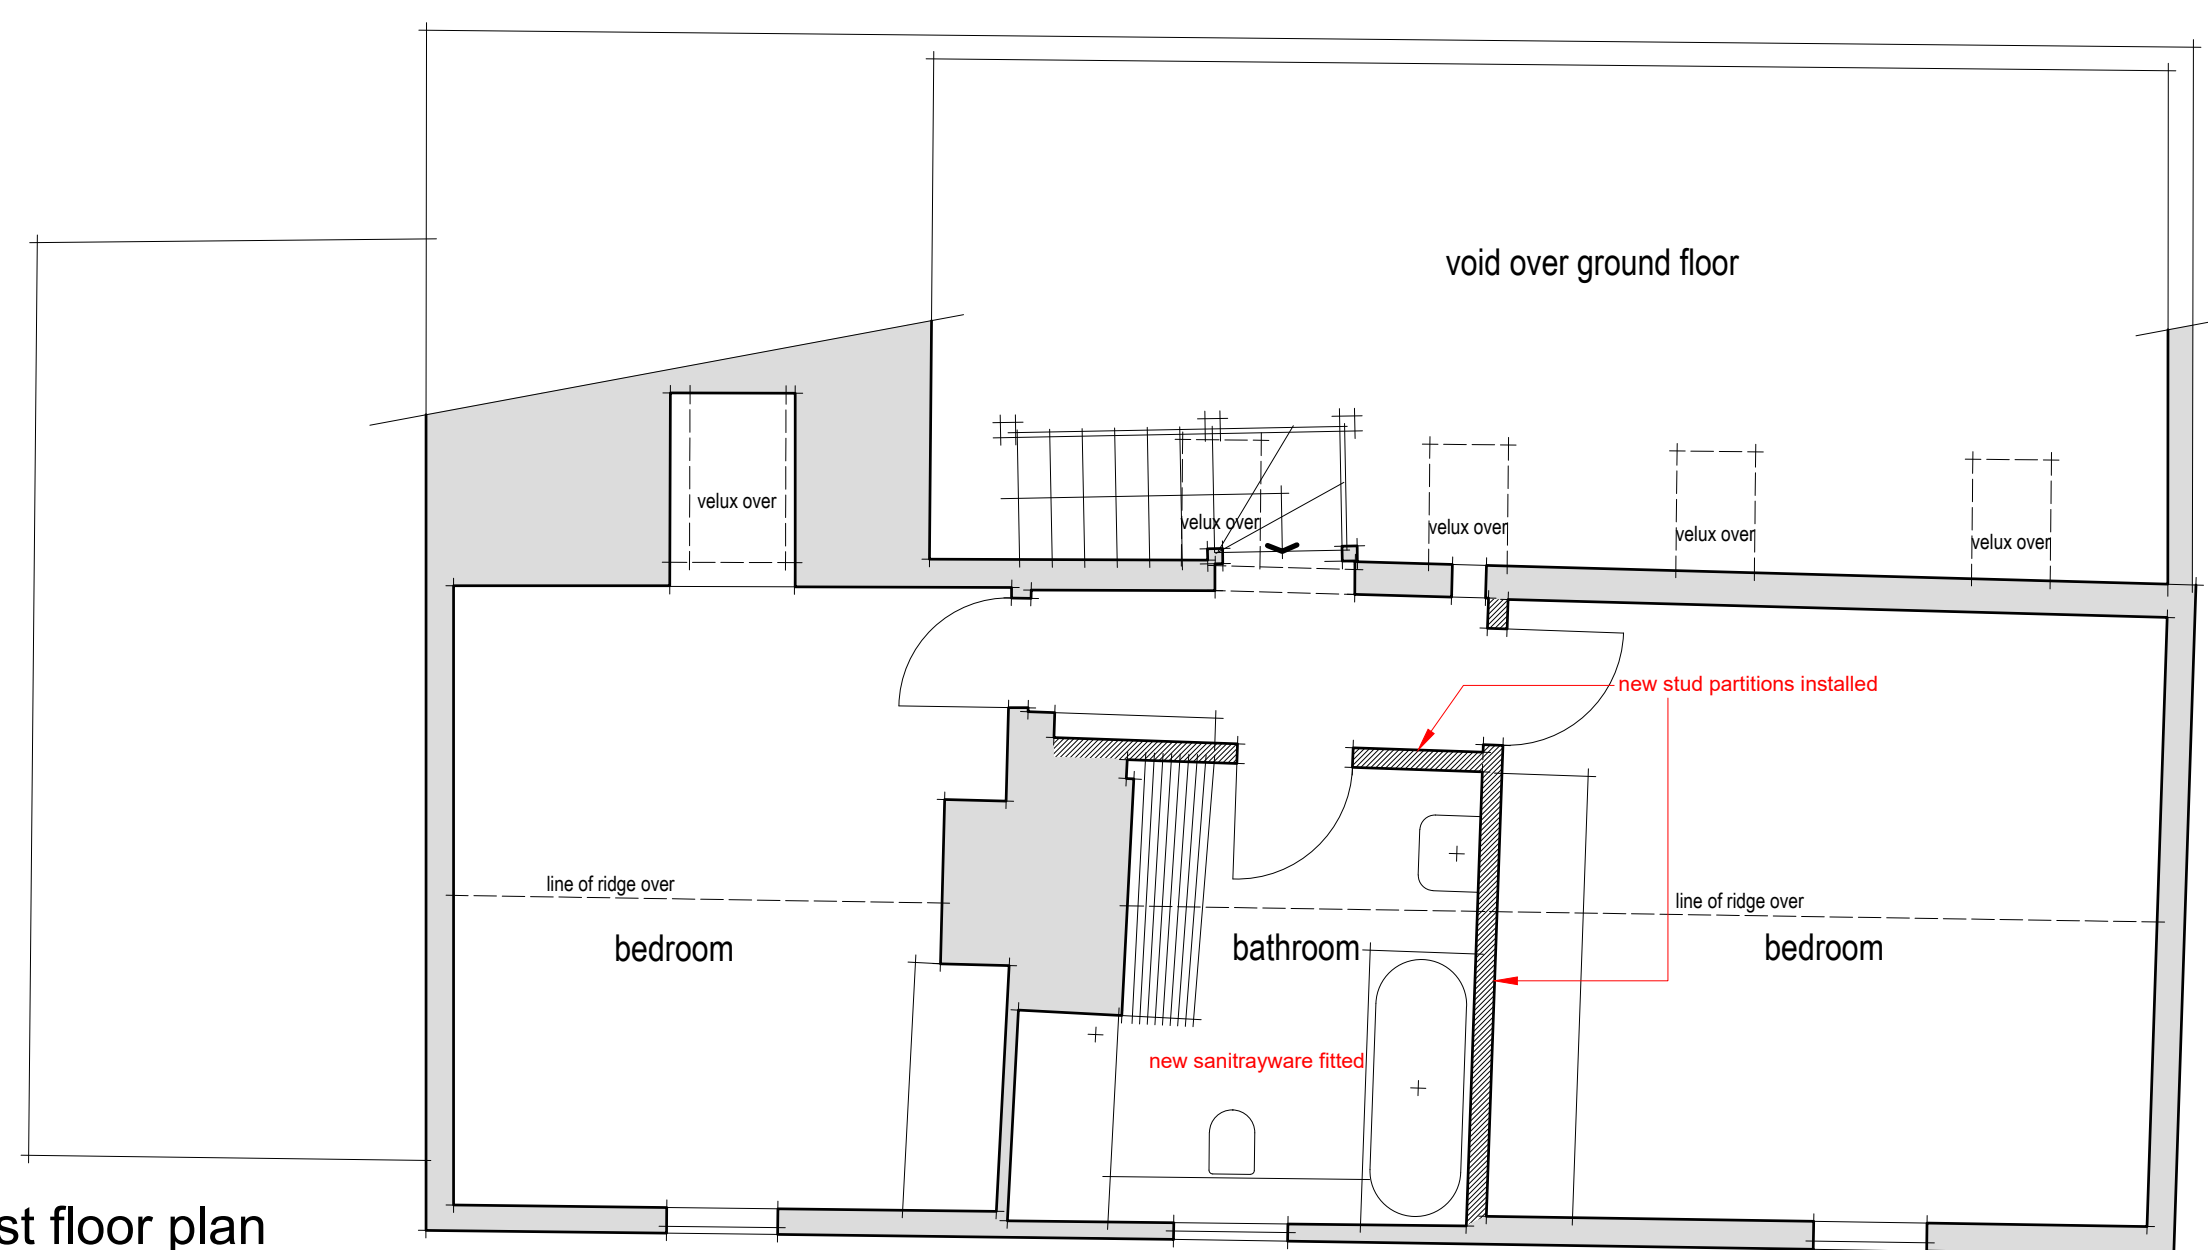 void over ground floor
velux over
velux over
velux over
velux over
velux over
new stud partitions installed
line of ridge over
line of ridge over
bedroom
bathroom
bedroom
new sanitrayware fitted
st floor plan